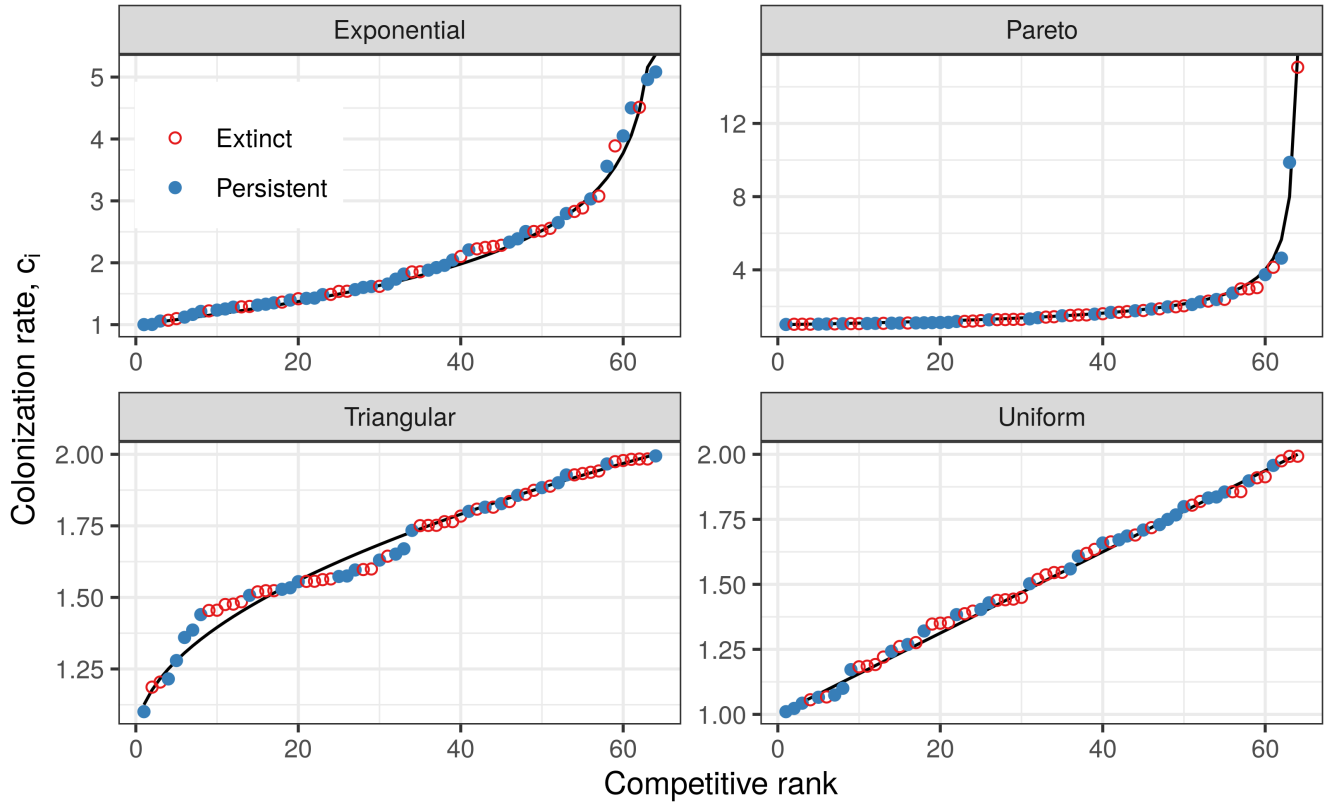 Exponential
Pareto
5
4
3
2
1
Extinct
Persistent
12
8
4
0 20 40 60
0 20 40 60
Colonization rate, ci
Triangular
Uniform
2.00
1.75
1.50
1.25
2.00
1.75
1.50
1.25
1.00
0 20 40 60
0 20 40 60
Competitive rank